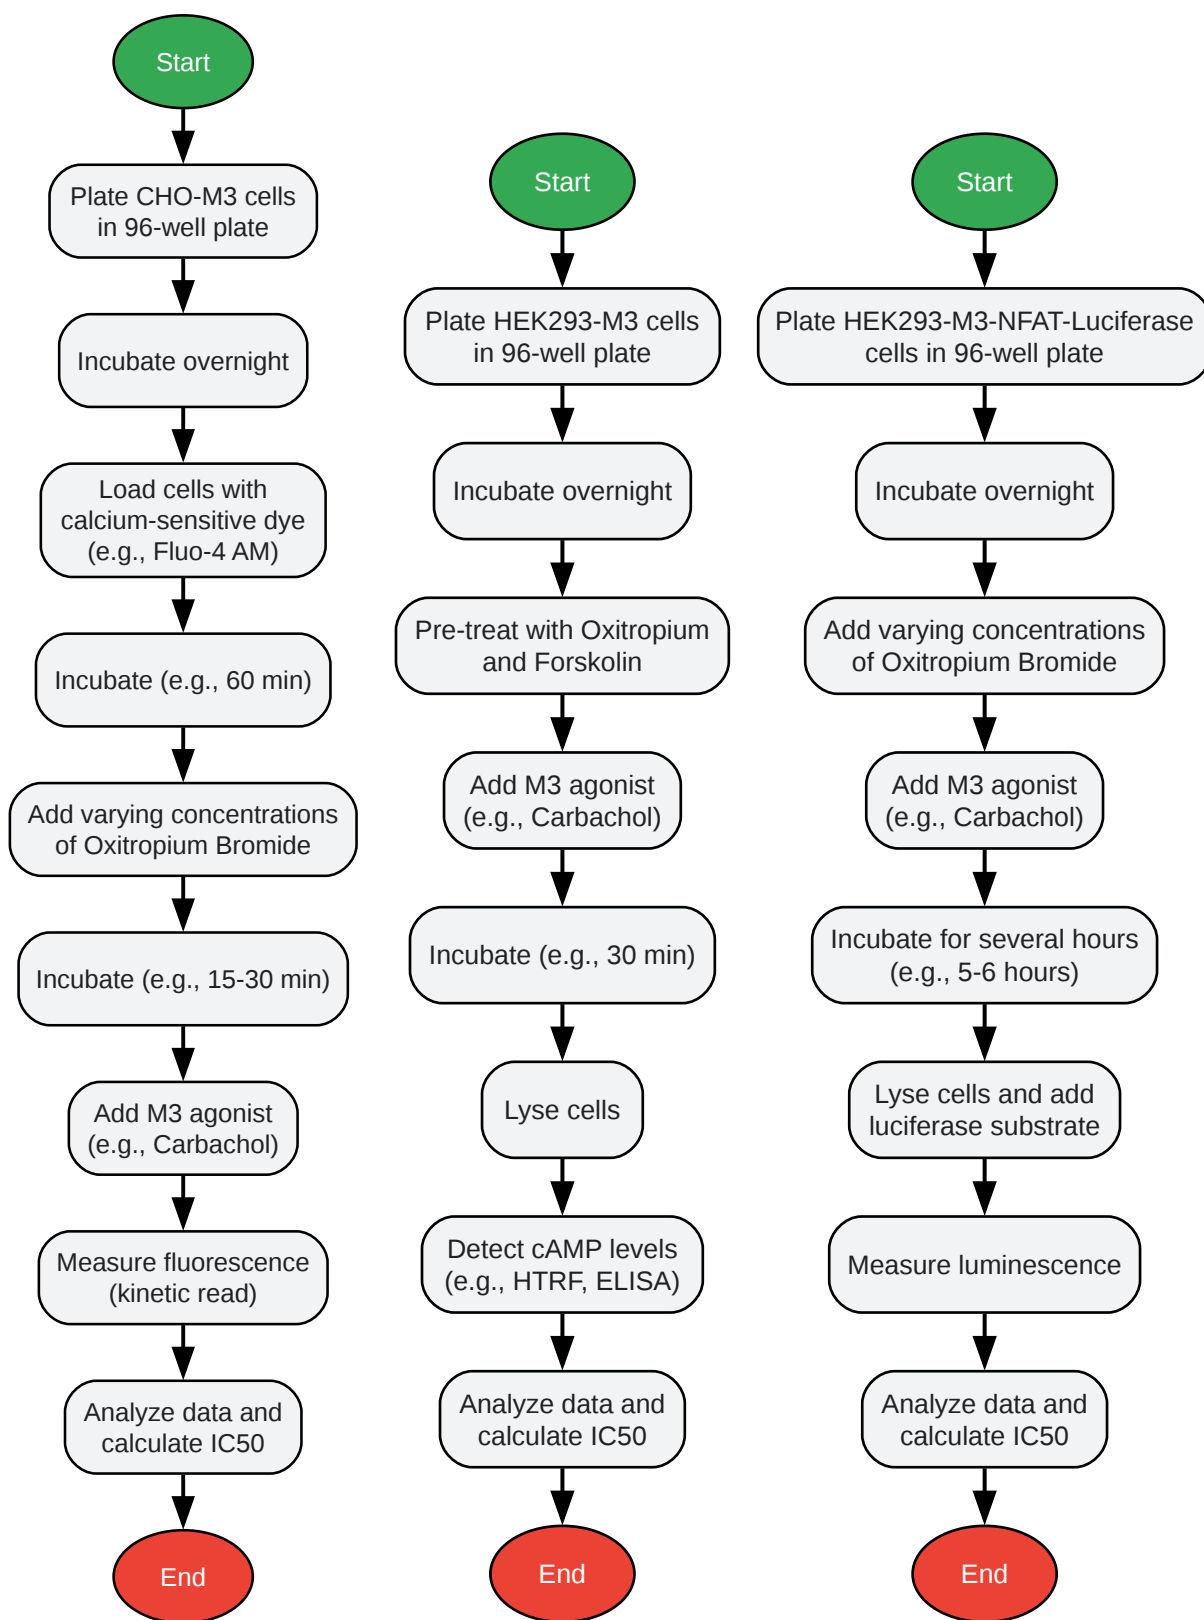 Start
Plate CHO-M3 cells
in 96-well plate
Incubate overnight
Load cells with
calcium-sensitive dye
(e.g., Fluo-4 AM)
Incubate (e.g., 60 min)
Add varying concentrations
of Oxitropium Bromide
Incubate (e.g., 15-30 min)
Add M3 agonist
(e.g., Carbachol)
Measure fluorescence
(kinetic read)
Analyze data and
calculate IC50
End
Start
Plate HEK293-M3 cells
in 96-well plate
Incubate overnight
Pre-treat with Oxitropium
and Forskolin
Add M3 agonist
(e.g., Carbachol)
Incubate (e.g., 30 min)
Lyse cells
Detect cAMP levels
(e.g., HTRF, ELISA)
Analyze data and
calculate IC50
End
Start
Plate HEK293-M3-NFAT-Luciferase
cells in 96-well plate
Incubate overnight
Add varying concentrations
of Oxitropium Bromide
Add M3 agonist
(e.g., Carbachol)
Incubate for several hours
(e.g., 5-6 hours)
Lyse cells and add
luciferase substrate
Measure luminescence
Analyze data and
calculate IC50
End